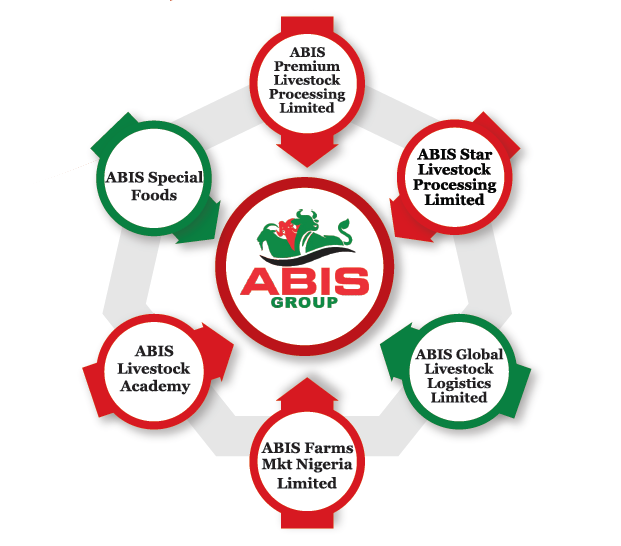 ABIS
Premium
Livestock
Processing
Limited
ABIS Star
Livestock
Processing
Limited
ABIS Global
Livestock
Logistics
Limited
ABIS Farms
Mkt Nigeria
Limited
ABIS
Livestock
Academy
ABIS Special
Foods
ABIS
GROUP